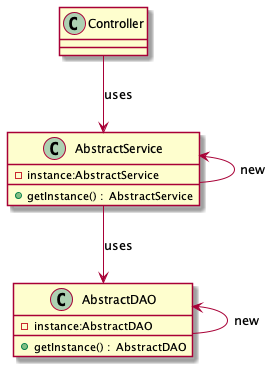 C Controller
uses
C AbstractService
instance:AbstractService
new
getInstance() : AbstractService
uses
C AbstractDAO
instance:AbstractDAO
new
getInstance() : AbstractDAO